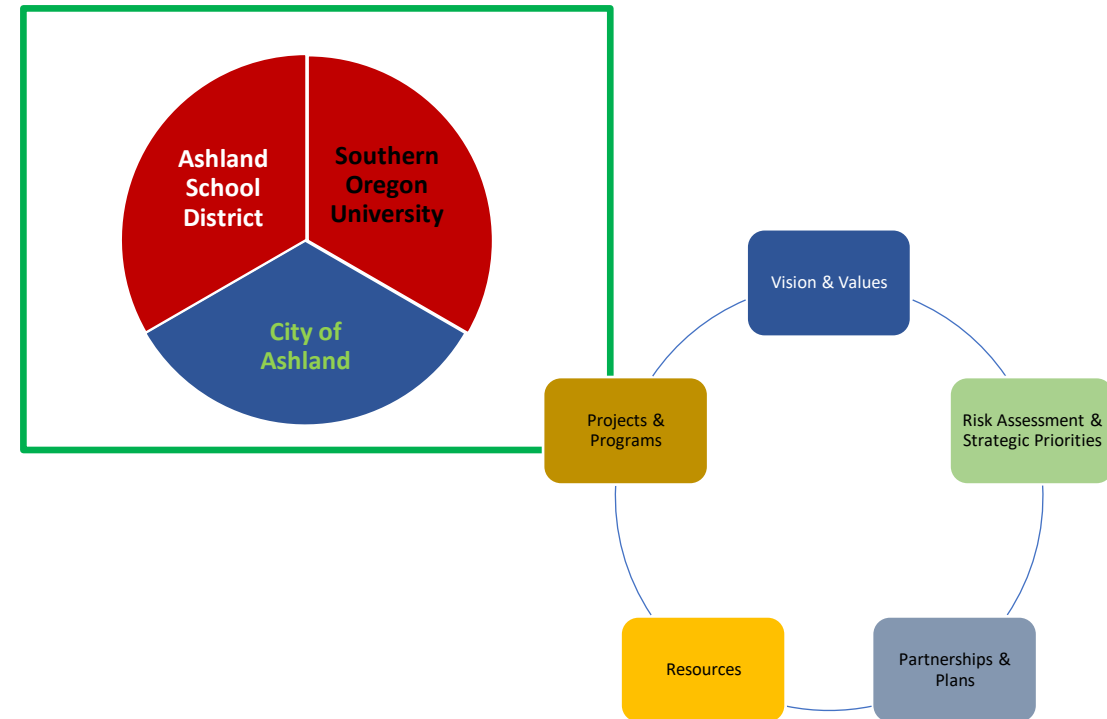 Ashland
School
District
Southern
Oregon
University
City of
Ashland
Vision & Values
Projects &
Programs
Risk Assessment &
Strategic Priorities
Resources
Partnerships &
Plans